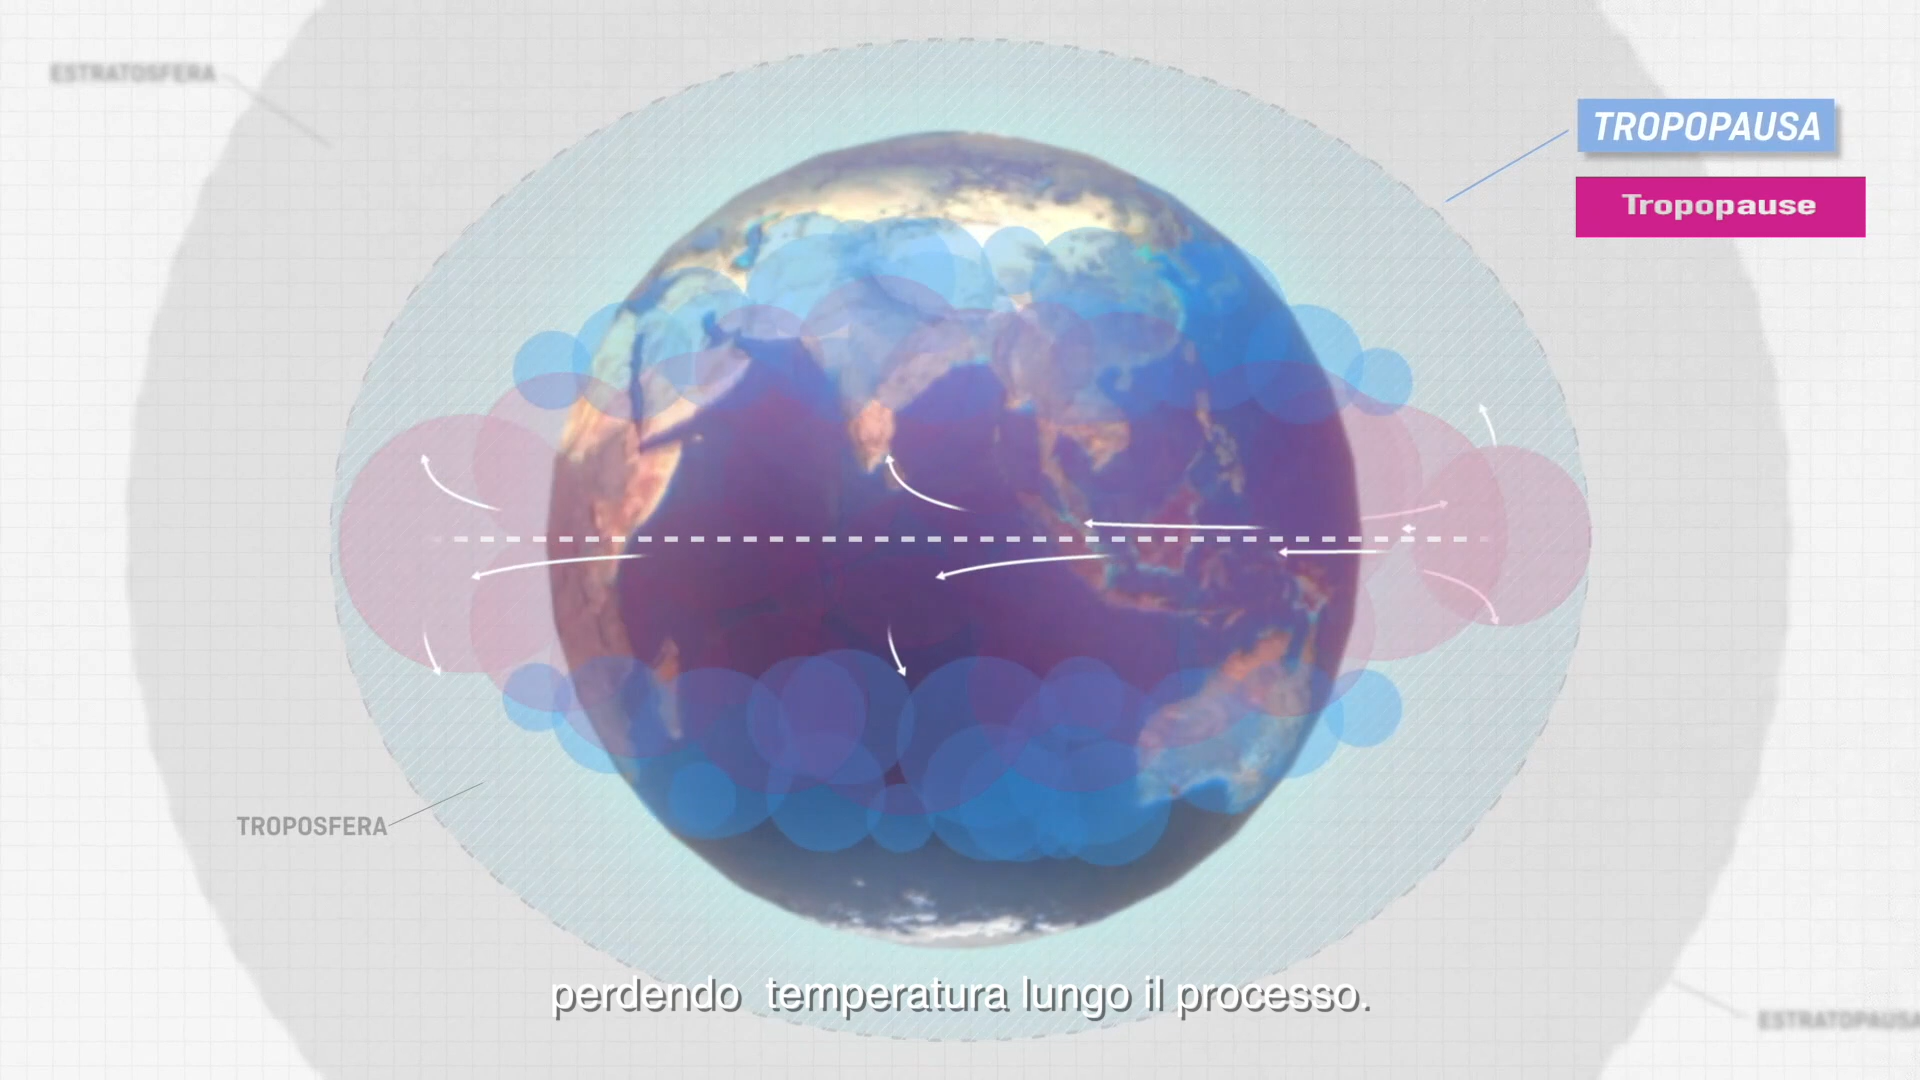 ESTRATOSFERA
TROPOPAUSA
Tropopause
TROPOSFERA
perdendo temperatura lungo il processo.
ESTRATOPAUSA